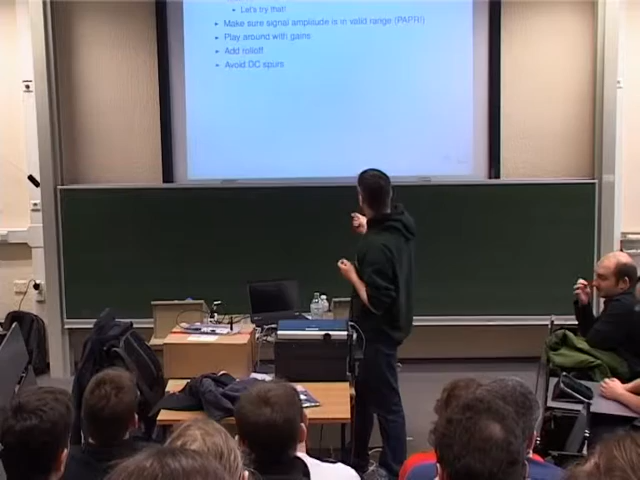 Let's try that!
Make sure signal amplitude is in valid range (PAPR!)
Play around with gains
Add rolloff
Avoid DC spurs